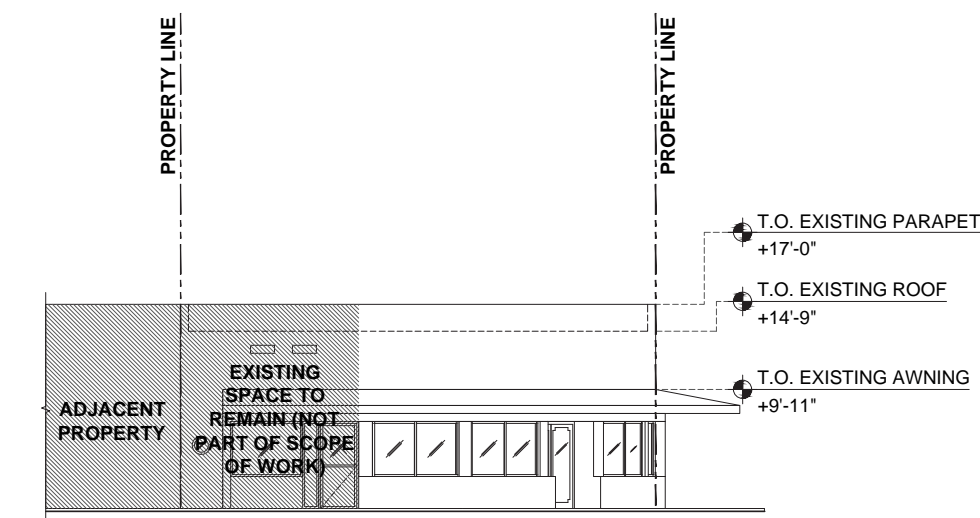 PROPERTY LINE
PROPERTY LINE
T.O. EXISTING PARAPET
+17'-0"
T.O. EXISTING ROOF
+14'-9"
T.O. EXISTING AWNING
+9'-11"
ADJACENT
PROPERTY
EXISTING
SPACE TO
REMAIN (NOT
PART OF SCOPE
OF WORK)